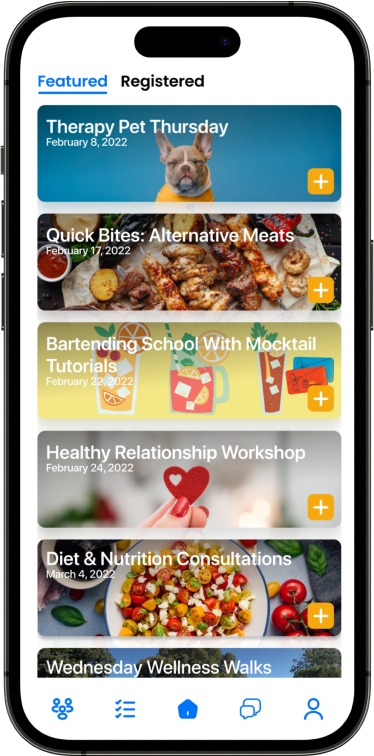 Featured Registered
Therapy Pet Thursday
February 8, 2022
Quick Bites: Alternative Meats
February 17, 2022
Bartending School With Mocktail
Tutorials
February 22, 2022
Healthy Relationship Workshop
February 24, 2022
Diet & Nutrition Consultations
March 4, 2022
Wednesday Wellness Walks